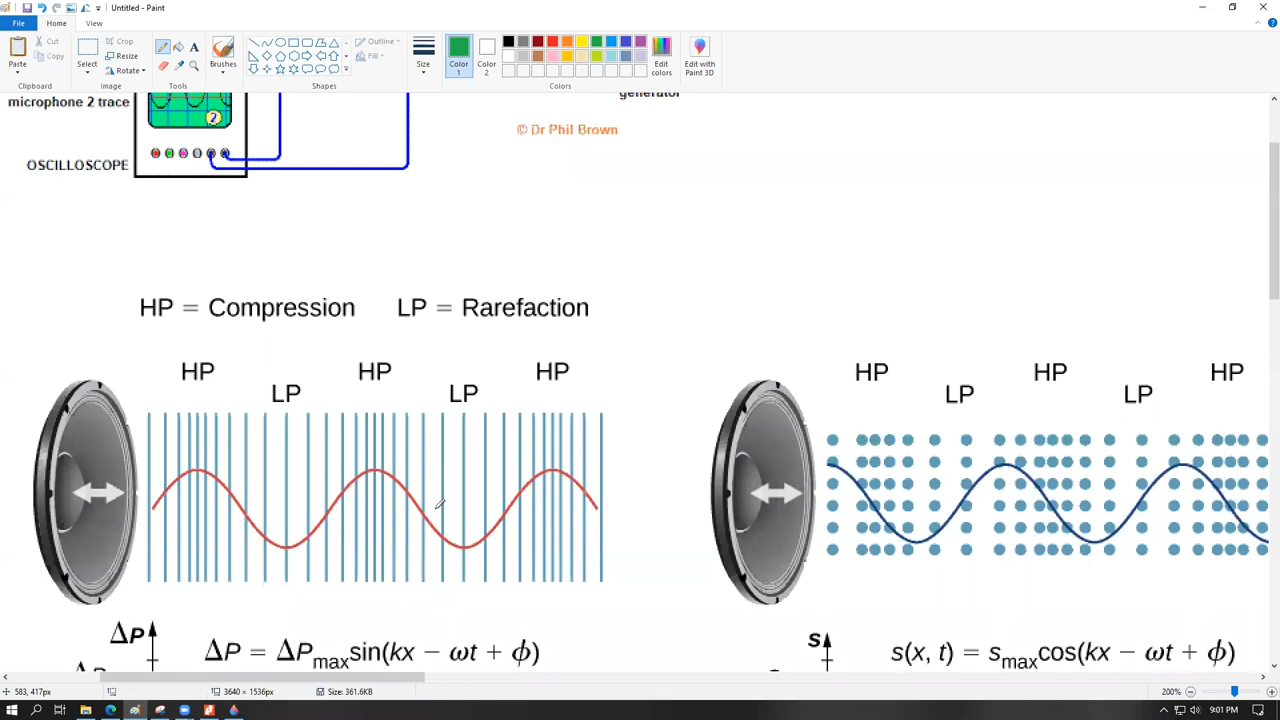 Untitled - Paint
File
Home
View
Paste
Cut
Copy
Clipboard
Select
Crop
Resize
Rotate
Image
A
Tools
Brushes
Outline
Fill
Shapes
Size
Color
1
Color
2
Edit
colors
Colors
Edit with
Paint 3D
microphone 2 trace
2
generator
© Dr Phil Brown
OSCILLOSCOPE
HP = Compression
LP = Rarefaction
HP
LP
HP
LP
HP
HP
LP
HP
LP
HP
ΔP
ΔP = ΔPmaxsin(kx − ωt + ϕ)
s
s(x, t) = smaxcos(kx − ωt + ϕ)
583, 417px
3640 × 1536px
Size: 361.6KB
200%
9:01 PM